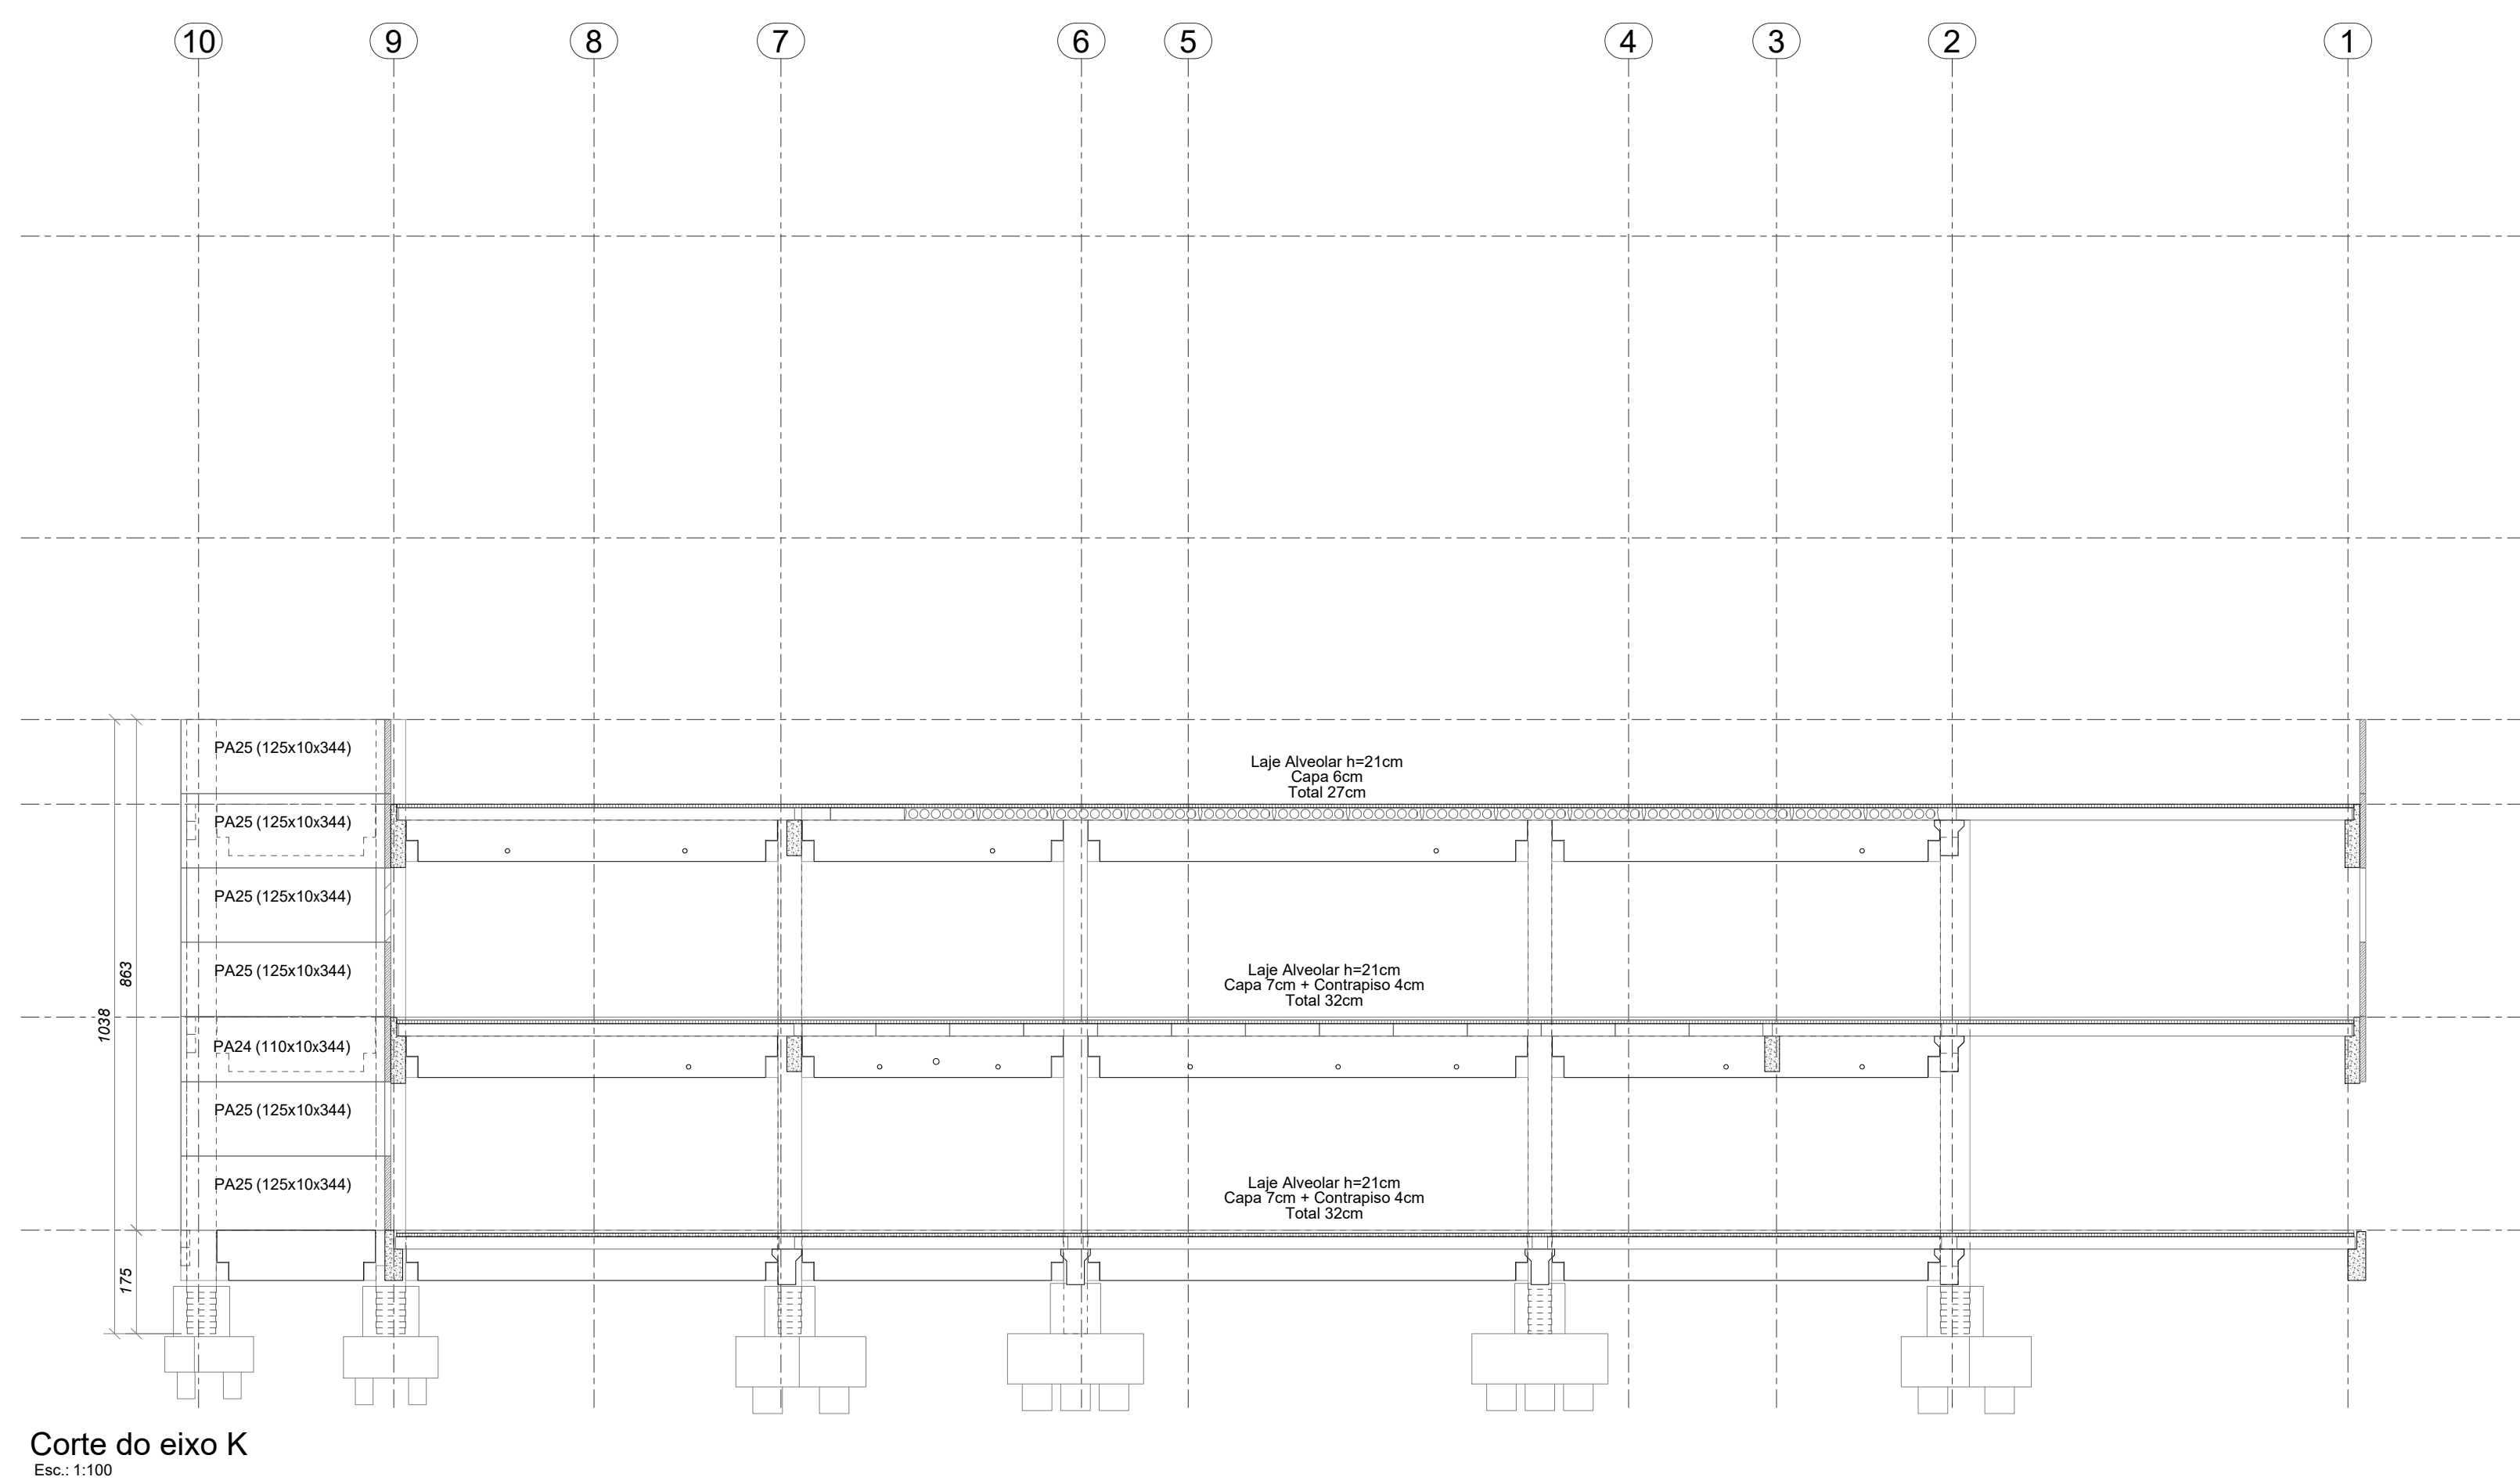 10
9
8
7
6
5
4
3
2
1
PA25 (125x10x344)
Laje Alveolar h=21cm
Capa 6cm
Total 27cm
PA25 (125x10x344)
PA25 (125x10x344)
PA25 (125x10x344)
863
1038
Laje Alveolar h=21cm
Capa 7cm + Contrapiso 4cm
Total 32cm
PA24 (110x10x344)
PA25 (125x10x344)
PA25 (125x10x344)
Laje Alveolar h=21cm
Capa 7cm + Contrapiso 4cm
Total 32cm
175
Corte do eixo K
Esc.: 1:100